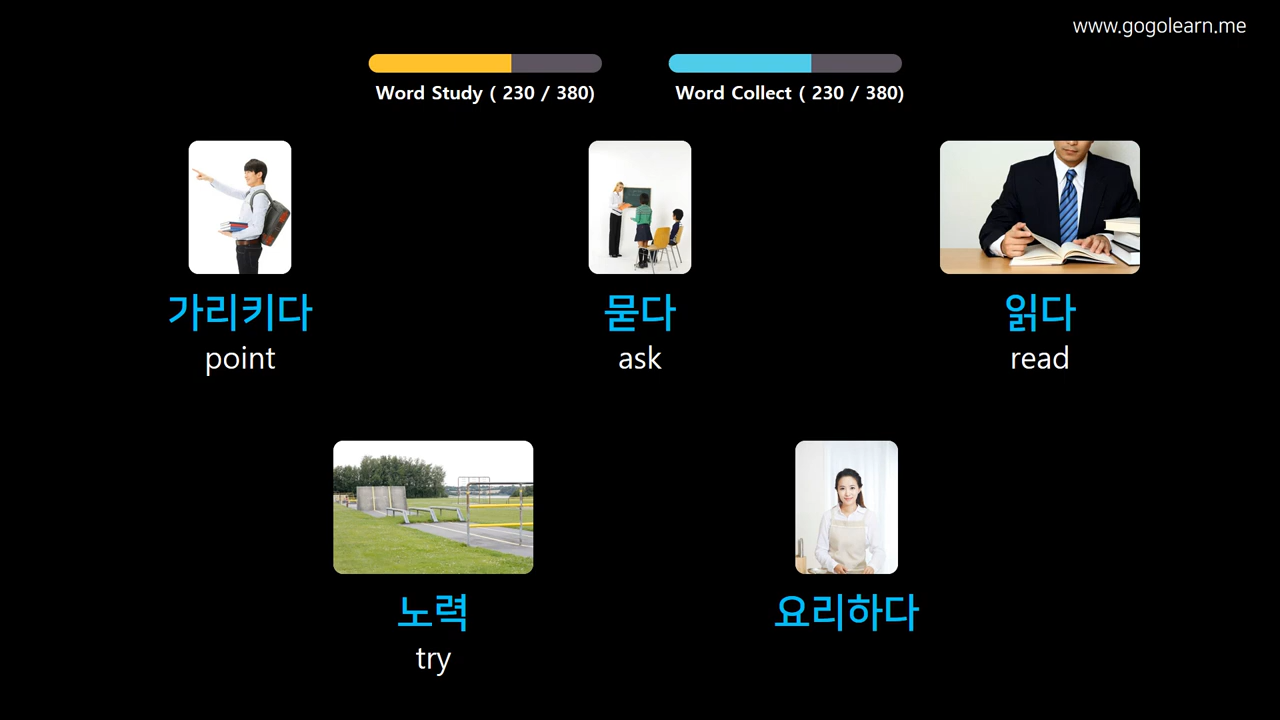 www.gogolearn.me
Word Study ( 230 / 380)
Word Collect ( 230 / 380)
가리키다
point
묻다
ask
읽다
read
노력
try
요리하다